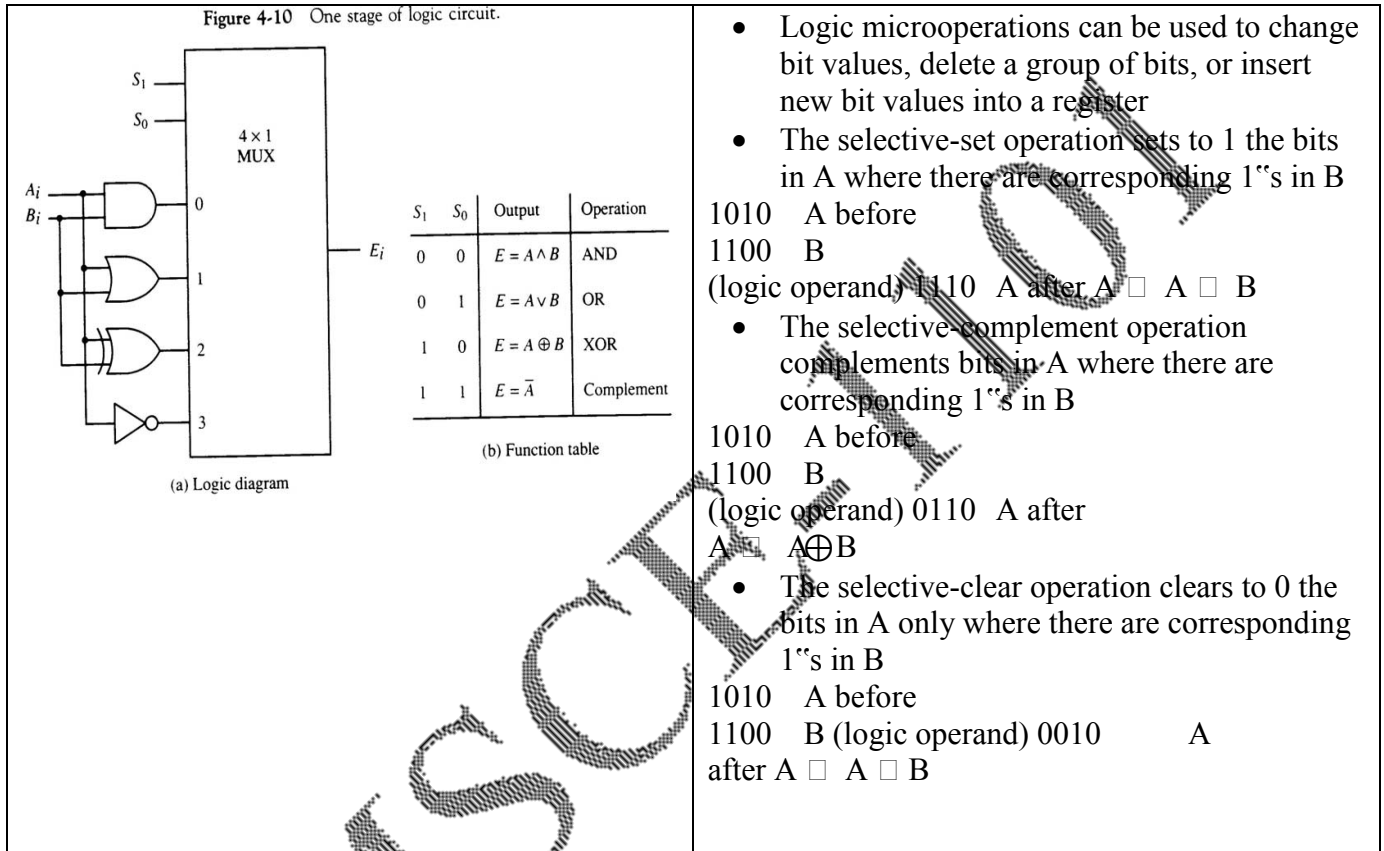 Figure 4-10 One stage of logic circuit.
S1
S0
4 × 1
MUX
Ai
Bi
0
1
2
3
Ei
S1 S0 Output Operation
0 0 E = A ∧ B AND
0 1 E = A ∨ B OR
1 0 E = A ⊕ B XOR
1 1 E = A̅ Complement
(b) Function table
(a) Logic diagram
• Logic microoperations can be used to change
bit values, delete a group of bits, or insert
new bit values into a register
• The selective-set operation sets to 1 the bits
in A where there are corresponding 1‟s in B
1010 A before
1100 B
(logic operand) 1110 A after A □ A □ B
• The selective-complement operation
complements bits in A where there are
corresponding 1‟s in B
1010 A before
1100 B
(logic operand) 0110 A after
A □ A⊕B
• The selective-clear operation clears to 0 the
bits in A only where there are corresponding
1‟s in B
1010 A before
1100 B (logic operand) 0010 A
after A □ A □ B
SCE-1101